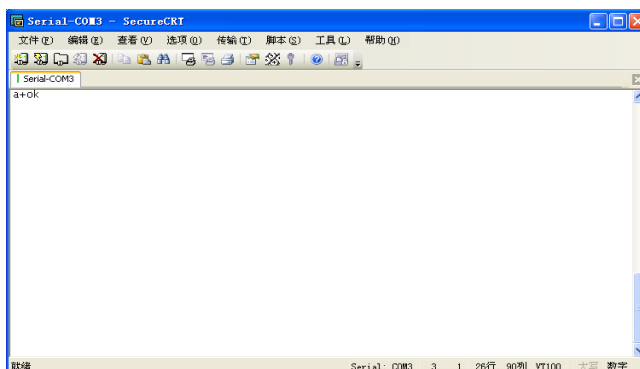 Serial-COM3 - SecureCRT
文件(F) 编辑(E) 查看(V) 选项(O) 传输(T) 脚本(S) 工具(L) 帮助(H)
Serial-COM3
a+ok
就绪 Serial: COM3 3 1 26行 90列 VT100 大写 数字